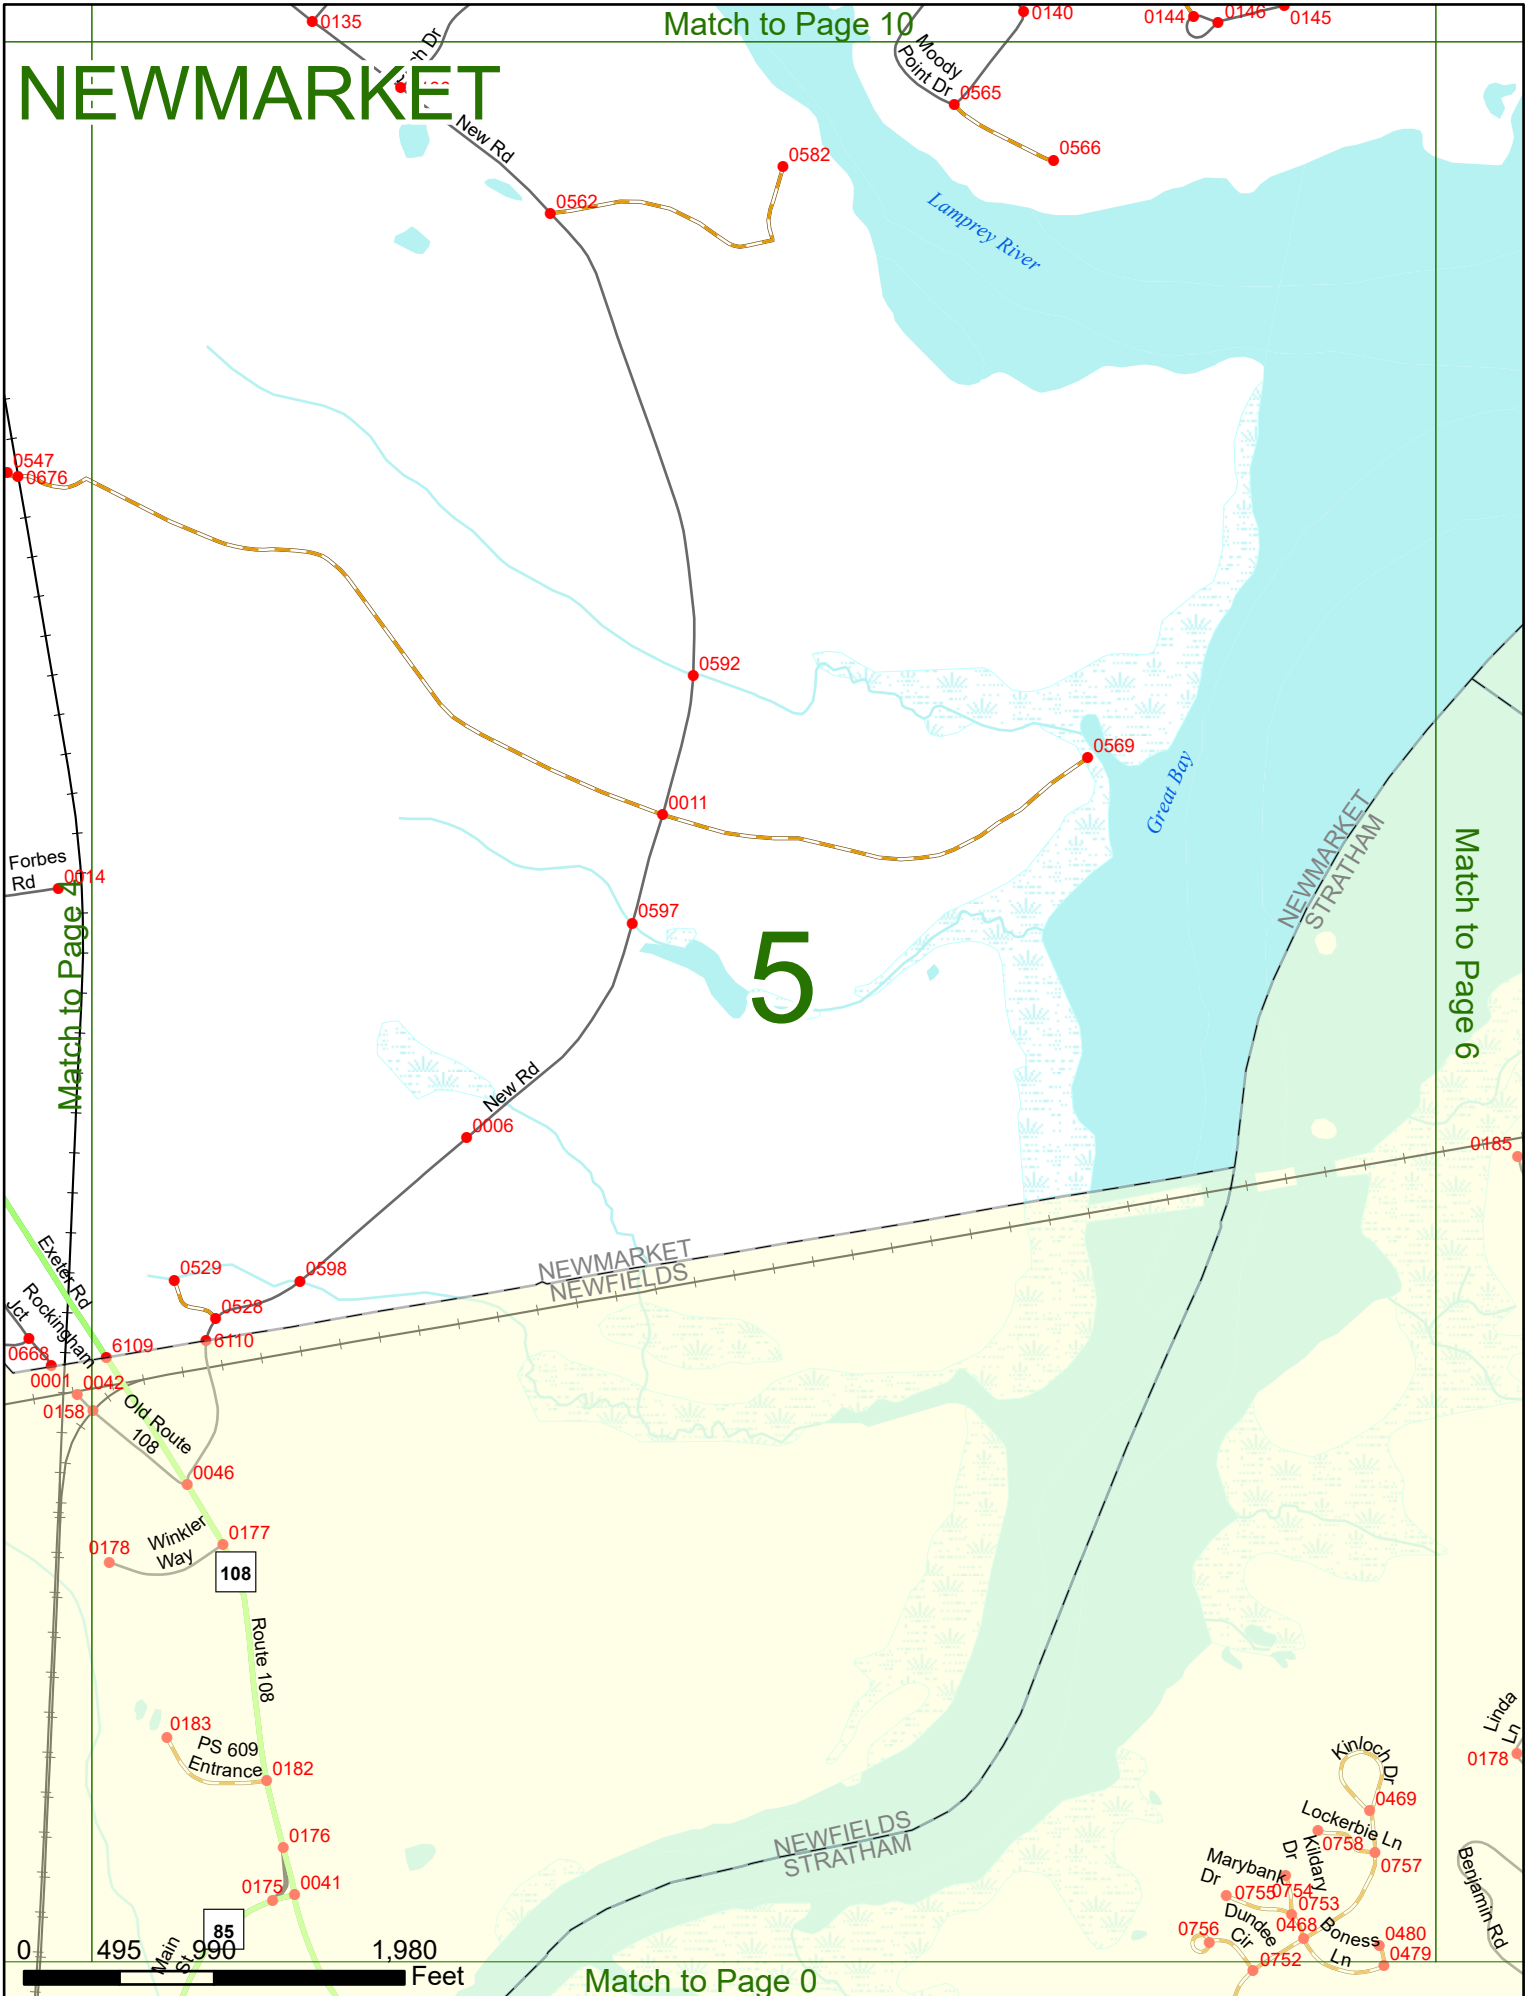 Match to Page 10
NEWMARKET
0135
0140
0144
0146
0145
Moody
Point Dr
0565
0566
New Rd
0582
0562
Lamprey River
0547
0676
0592
0569
Great Bay
0011
Forbes
Rd
0014
Match to Page 4
0597
5
NEWMARKET
STRATHAM
Match to Page 6
New Rd
0006
0185
Exeter Rd
0529
0598
NEWMARKET
NEWFIELDS
Rockingham
Jct
0528
0668
6109
6110
0001
0042
0158
Old Route
108
0046
Winkler
Way
0177
0178
108
Route 108
0183
PS 609
Entrance
0182
0176
0175
0041
85
Main
St
NEWFIELDS
STRATHAM
Linda
Ln
0178
Kinloch Dr
0469
Lockerbie Ln
0758
0757
Kildary
Dr
Marybank
Dr
0754
0755
0753
0468
Dundee
Cir
0756
0752
Boness
Ln
0480
0479
Benjamin Rd
0 495 990 1,980
Feet
Match to Page 0